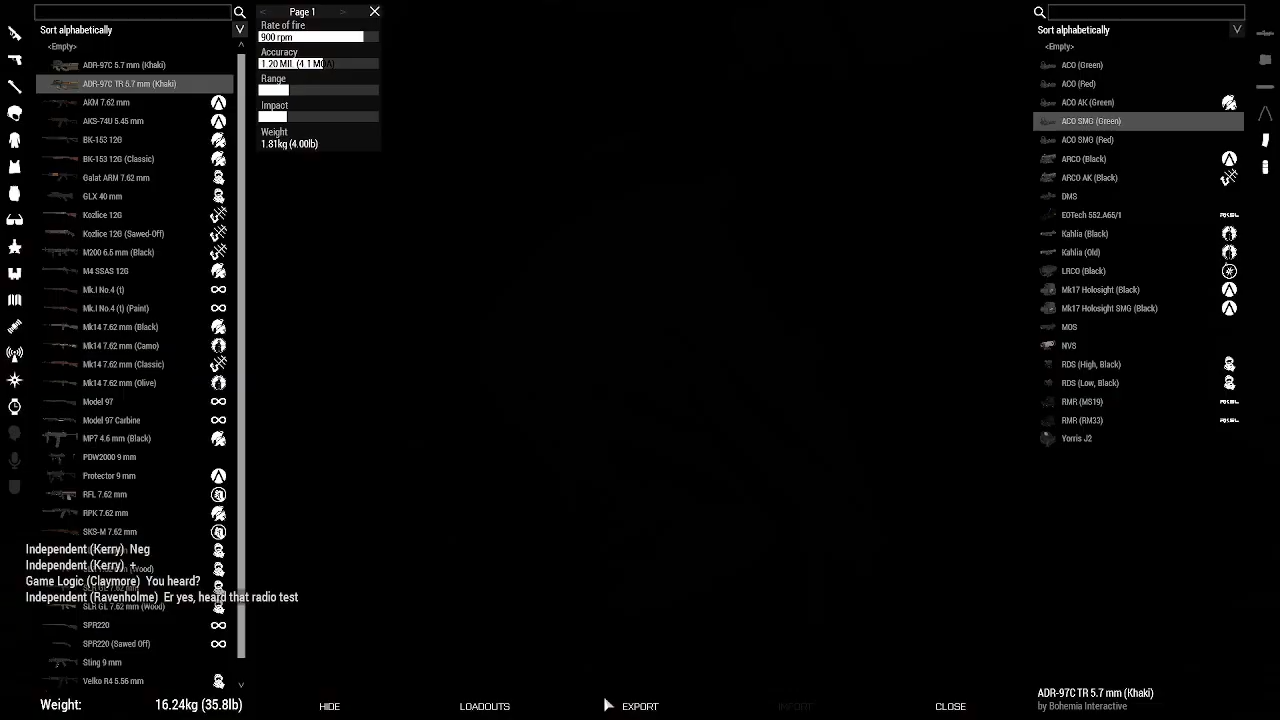 Sort alphabetically
<Empty>
ADR-97C 5.7 mm (Khaki)
ADR-97C TR 5.7 mm (Khaki)
AKM 7.62 mm
AKS-74U 5.45 mm
BK-153 12G
BK-153 12G (Classic)
Galat ARM 7.62 mm
GLX 40 mm
Kozlice 12G
Kozlice 12G (Sawed-Off)
M200 6.5 mm (Black)
M4 SSAS 12G
Mk.I No.4 (t)
Mk.I No.4 (t) (Paint)
Mk14 7.62 mm (Black)
Mk14 7.62 mm (Camo)
Mk14 7.62 mm (Classic)
Mk14 7.62 mm (Olive)
Model 97
Model 97 Carbine
MP7 4.6 mm (Black)
PDW2000 9 mm
Protector 9 mm
RFL 7.62 mm
RPK 7.62 mm
SKS-M 7.62 mm
Independent (Kerry) Neg
Independent (Kerry) +
(Wood)
Game Logic (Claymore) You heard?
SLR GL 7.62 mm
Independent (Ravenholme) Er yes, heard that radio test
SLR GL 7.62 mm (Wood)
SPR220
SPR220 (Sawed Off)
Sting 9 mm
Velko R4 5.56 mm
Weight: 16.24kg (35.8lb)
< Page 1 >
Rate of fire
900 rpm
Accuracy
1.20 MIL (4.1 MOA)
Range
Impact
Weight
1.81kg (4.00lb)
HIDE
LOADOUTS
EXPORT
IMPORT
CLOSE
Sort alphabetically
<Empty>
ACO (Green)
ACO (Red)
ACO AK (Green)
ACO SMG (Green)
ACO SMG (Red)
ARCO (Black)
ARCO AK (Black)
DMS
EOTech 552.A65/1
Kahlia (Black)
Kahlia (Old)
LRCO (Black)
Mk17 Holosight (Black)
Mk17 Holosight SMG (Black)
MOS
NVS
RDS (High, Black)
RDS (Low, Black)
RMR (MS19)
RMR (RM33)
Yorris J2
ADR-97C TR 5.7 mm (Khaki)
by Bohemia Interactive